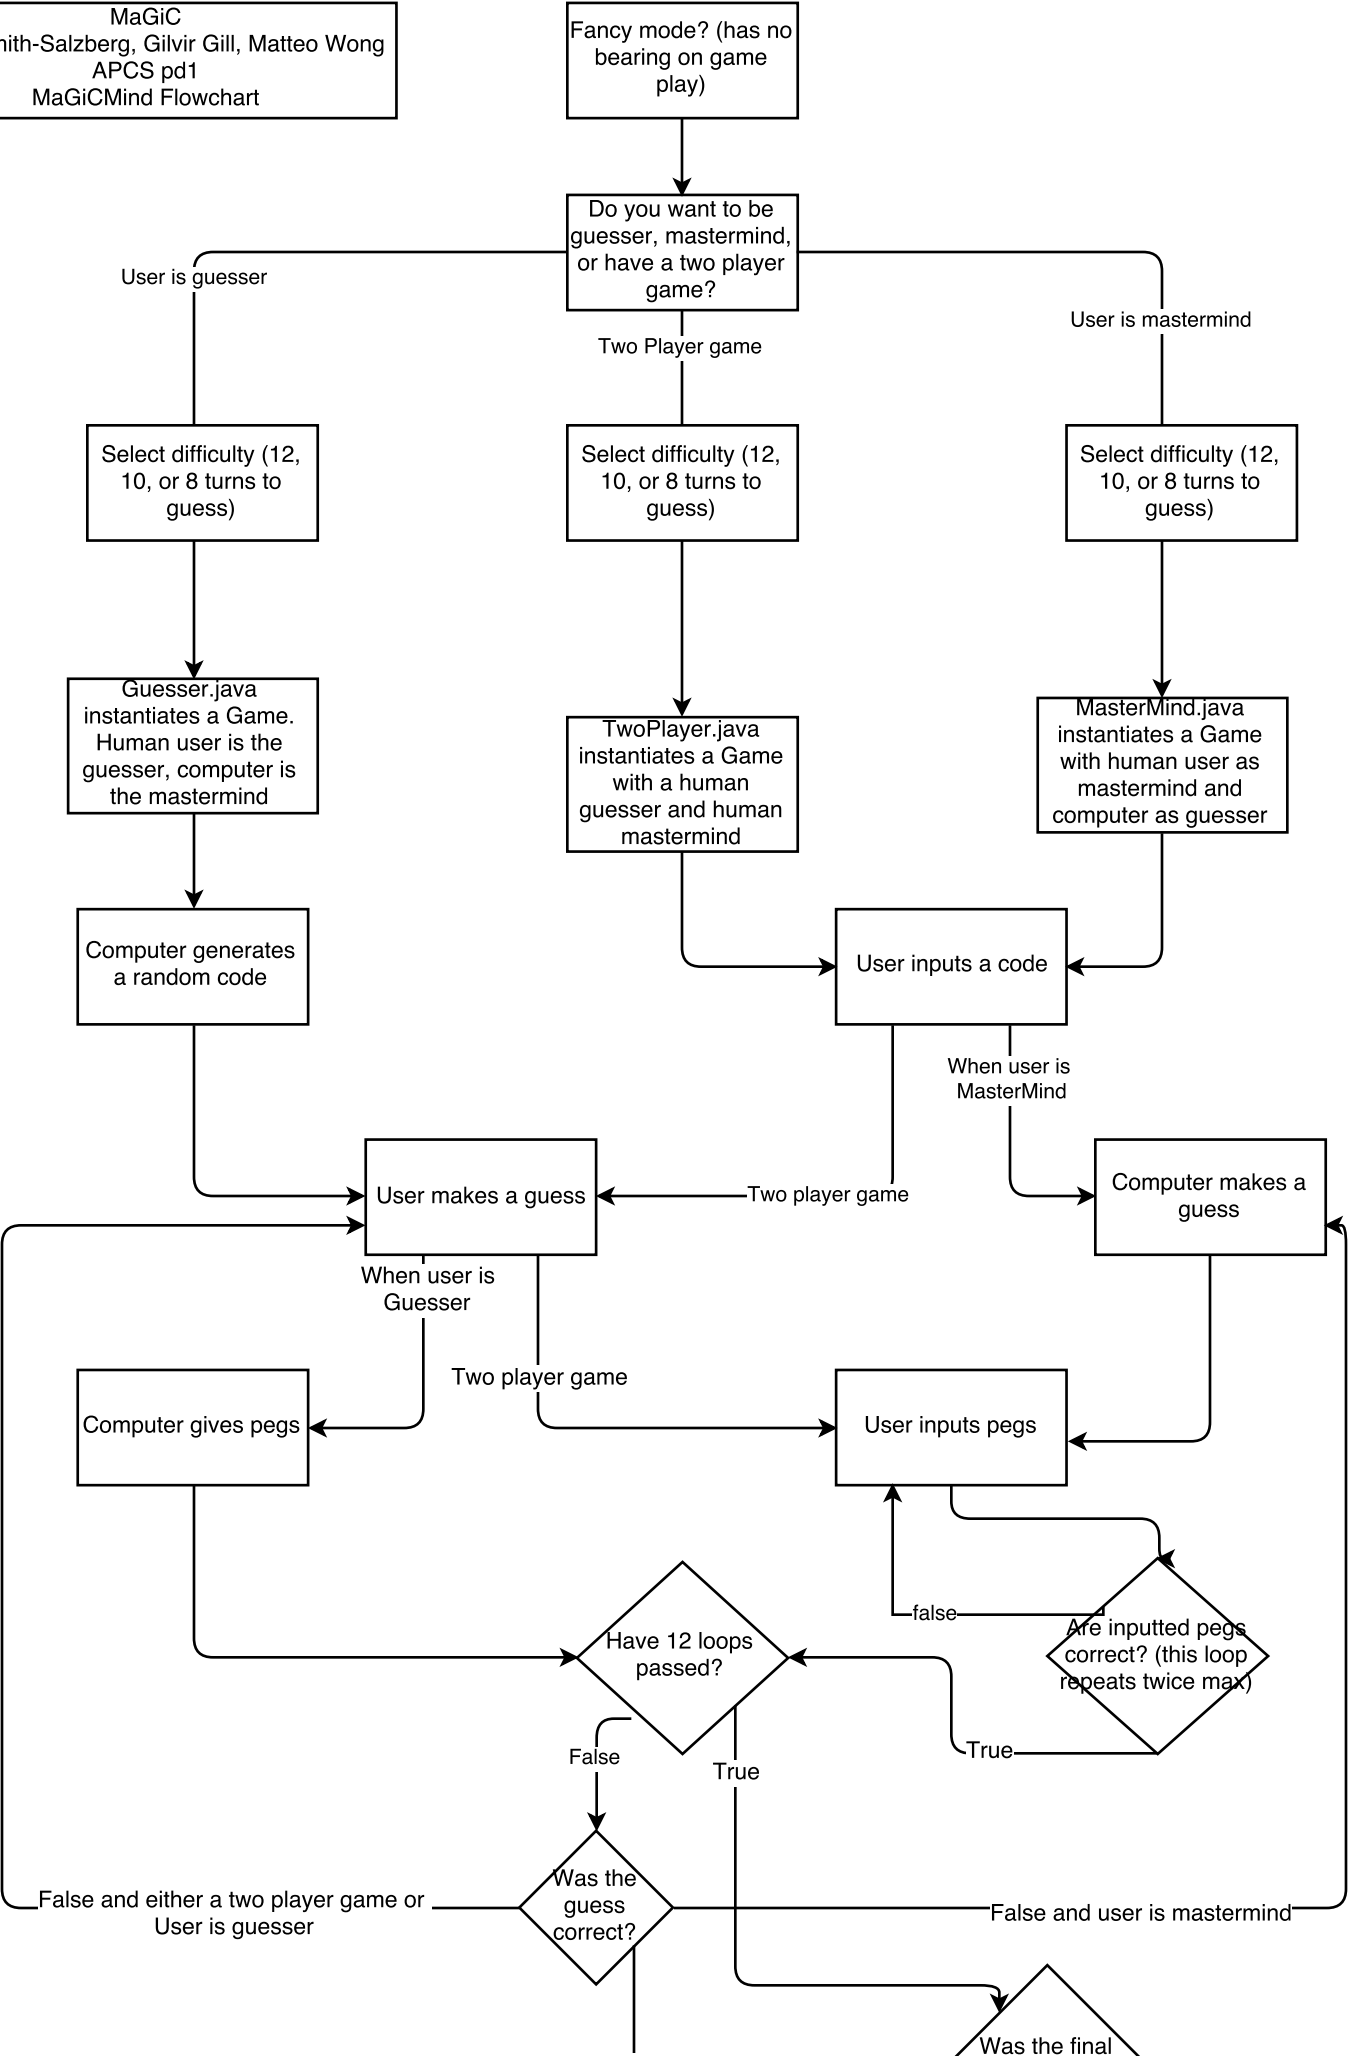 MaGiC
Gilvir Gill, Matteo Wong
APCS pd1
MaGiCMind Flowchart
Fancy mode? (has no
bearing on game
play)
Do you want to be
guesser, mastermind,
or have a two player
game?
User is guesser
Two Player game
User is mastermind
Select difficulty (12,
10, or 8 turns to
guess)
Select difficulty (12,
10, or 8 turns to
guess)
Select difficulty (12,
10, or 8 turns to
guess)
Guesser.java
instantiates a Game.
Human user is the
guesser, computer is
the mastermind
TwoPlayer.java
instantiates a Game
with a human
guesser and human
mastermind
MasterMind.java
instantiates a Game
with human user as
mastermind and
computer as guesser
Computer generates
a random code
User inputs a code
When user is
MasterMind
User makes a guess
Two player game
Computer makes a
guess
When user is
Guesser
Two player game
Computer gives pegs
User inputs pegs
false
Are inputted pegs
correct? (this loop
repeats twice max)
Have 12 loops
passed?
True
False
True
Was the
guess
correct?
False and either a two player game or
User is guesser
False and user is mastermind
Was the final